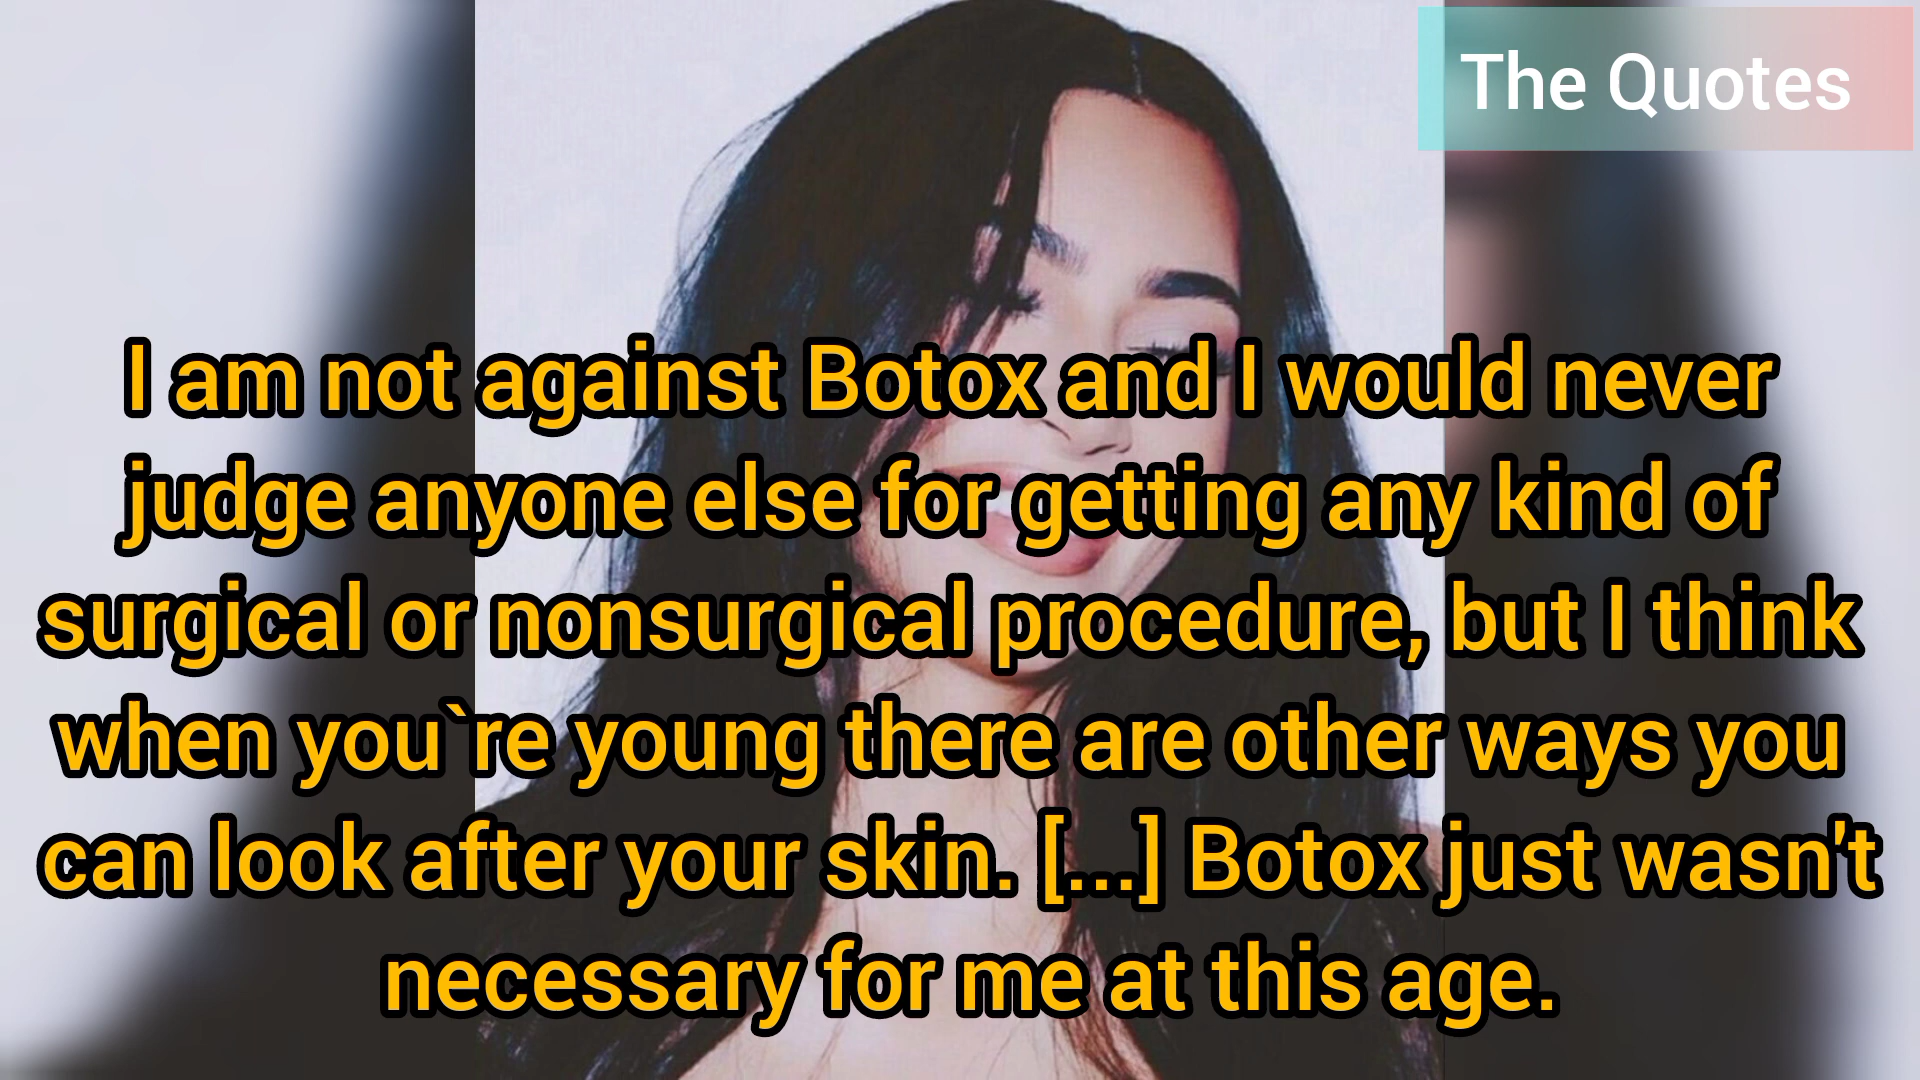 The Quotes
I am not against Botox and I would never
judge anyone else for getting any kind of
surgical or nonsurgical procedure, but I think
when you`re young there are other ways you
can look after your skin. [...] Botox just wasn't
necessary for me at this age.